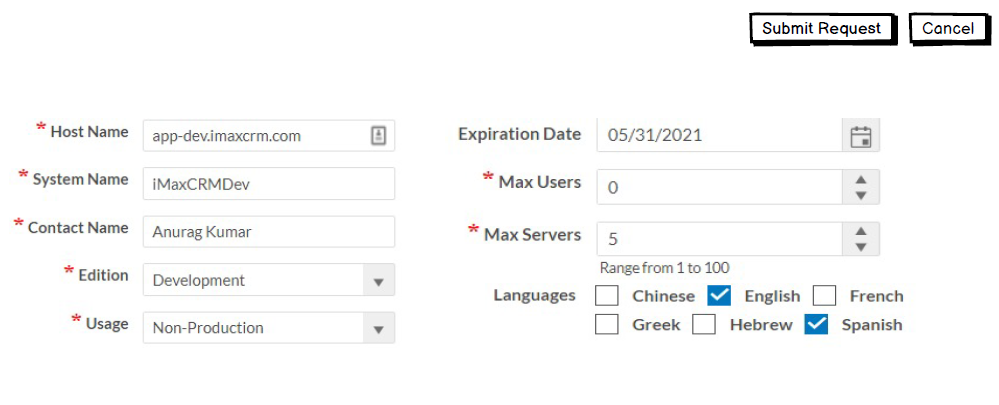 Submit Request Cancel
* Host Name app-dev.imaxcrm.com
* System Name iMaxCRMDev
* Contact Name Anurag Kumar
* Edition Development
* Usage Non-Production
Expiration Date 05/31/2021
* Max Users 0
* Max Servers 5
Range from 1 to 100
Languages Chinese English French
Greek Hebrew Spanish